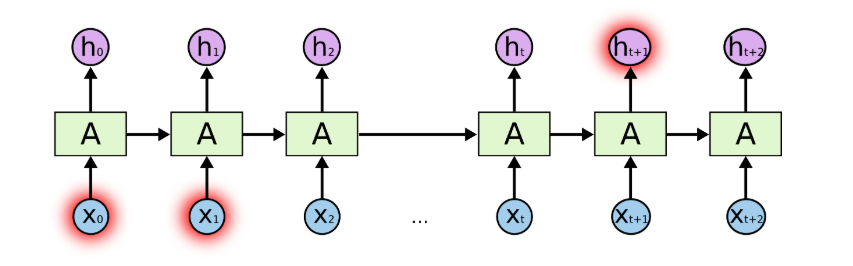 h₀ h₁ h₂ hₜ hₜ₊₁ hₜ₊₂
A A A A A A
x₀ x₁ x₂ ... xₜ xₜ₊₁ xₜ₊₂